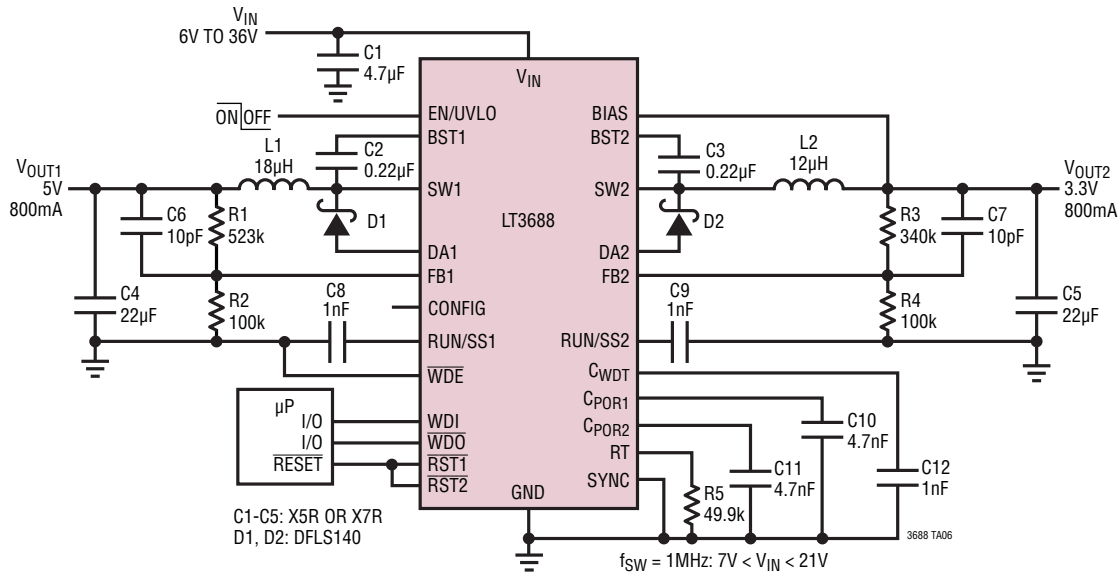 VIN
6V TO 36V
C1
4.7µF
VIN
ON OFF
EN/UVLO
BIAS
BST1
BST2
L1
18µH
C2
0.22µF
C3
0.22µF
L2
12µH
VOUT1
5V
800mA
SW1
SW2
VOUT2
3.3V
800mA
C6
10pF
R1
523k
D1
LT3688
D2
R3
340k
C7
10pF
DA1
DA2
FB1
FB2
C4
22µF
R2
100k
C8
1nF
CONFIG
C9
1nF
R4
100k
C5
22µF
RUN/SS1
RUN/SS2
WDE
CWDT
µP
I/O
I/O
RESET
WDI
WDO
RST1
RST2
CPOR1
CPOR2
RT
SYNC
GND
C10
4.7nF
C11
4.7nF
C12
1nF
R5
49.9k
C1-C5: X5R OR X7R
D1, D2: DFLS140
3688 TA06
fSW = 1MHz: 7V < VIN < 21V